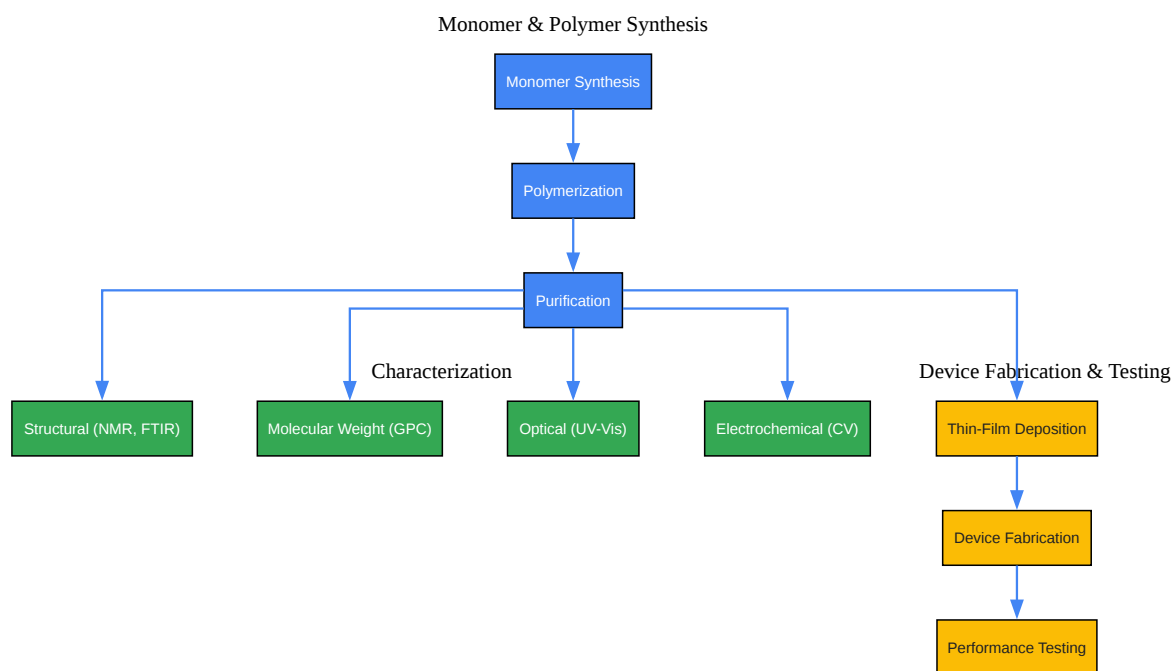 Monomer & Polymer Synthesis
Monomer Synthesis
Polymerization
Purification
Characterization
Device Fabrication & Testing
Structural (NMR, FTIR)
Molecular Weight (GPC)
Optical (UV-Vis)
Electrochemical (CV)
Thin-Film Deposition
Device Fabrication
Performance Testing